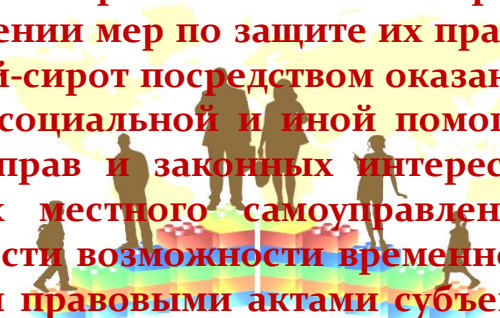 ении мер по защите их пра
й-сирот посредством оказан
социальной и иной помощ
прав и законных интерес
х местного самоуправлен
сти возможности временно
и правовыми актами субъе